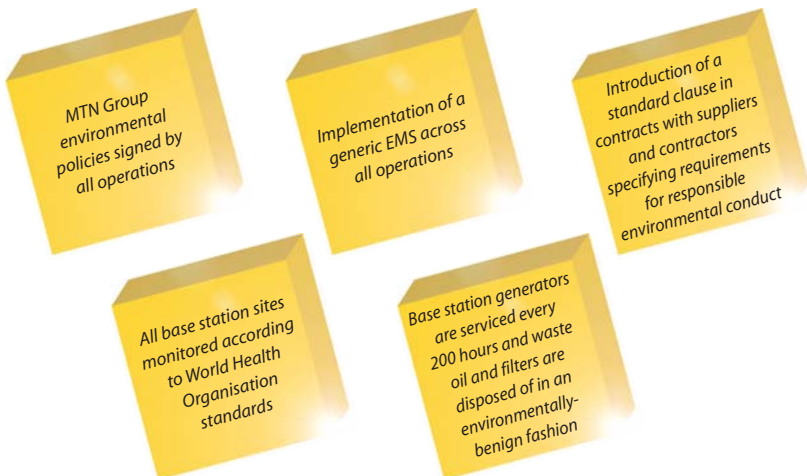 MTN Group
environmental
policies signed by
all operations
Implementation of a
generic EMS across
all operations
Introduction of a
standard clause in
contracts with suppliers
and contractors
specifying requirements
for responsible
environmental conduct
All base station sites
monitored according
to World Health
Organisation
standards
Base station generators
are serviced every
200 hours and waste
oil and filters are
disposed of in an
environmentally-
benign fashion